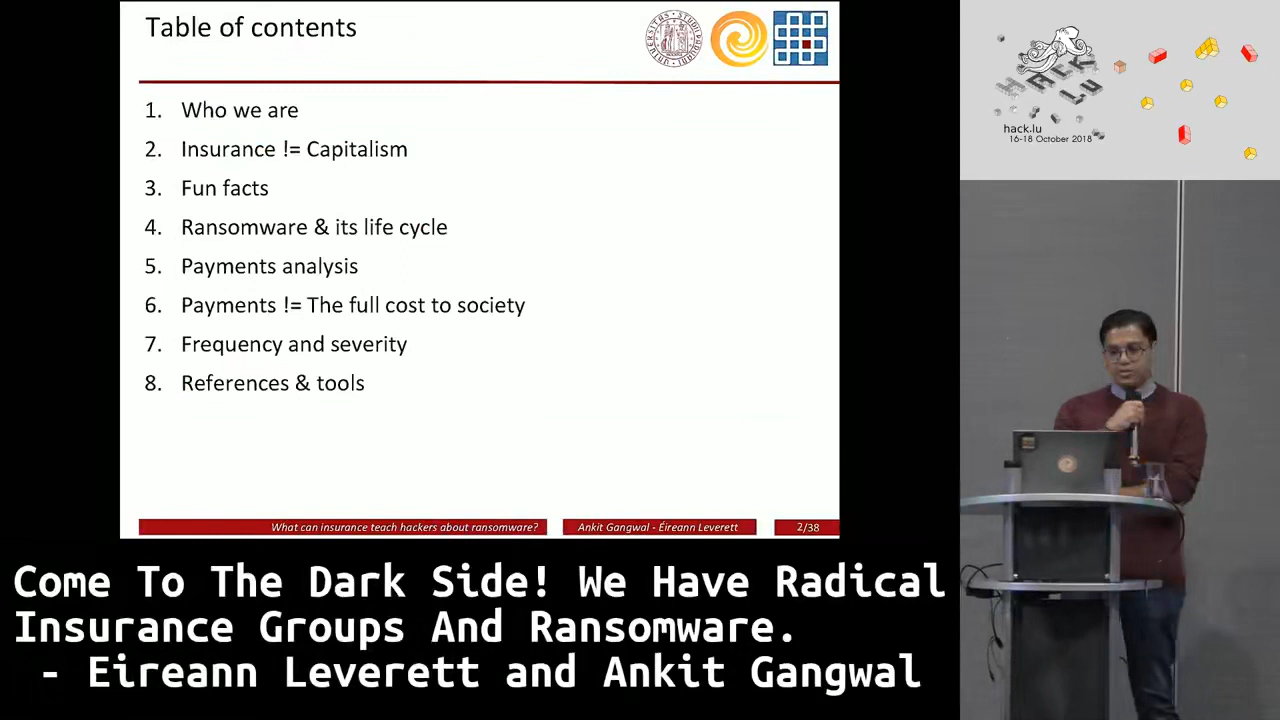 Table of contents
1. Who we are
2. Insurance != Capitalism
3. Fun facts
4. Ransomware & its life cycle
5. Payments analysis
6. Payments != The full cost to society
7. Frequency and severity
8. References & tools
What can insurance teach hackers about ransomware?
Ankit Gangwal - Éireann Leverett
2/38
hack.lu
16-18 October 2018
Come To The Dark Side! We Have Radical
Insurance Groups And Ransomware.
- Eireann Leverett and Ankit Gangwal